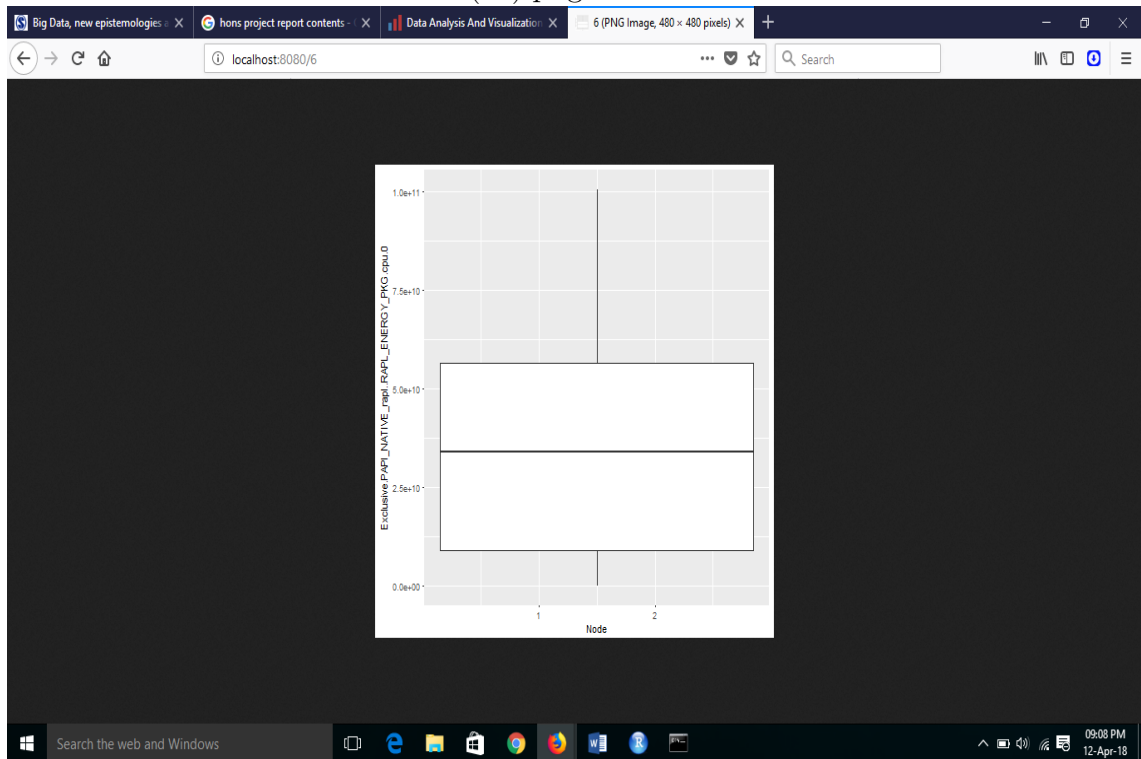 Big Data, new epistemologies a
hons project report contents - G
Data Analysis And Visualization
6 (PNG Image, 480 × 480 pixels)
localhost:8080/6
Search
1.0e+11
7.5e+10
5.0e+10
2.5e+10
0.0e+00
Exclusive.PAPI_NATIVE_rapl..RAPL_ENERGY_PKG.cpu.0
1 2
Node
Search the web and Windows
09:08 PM
12-Apr-18